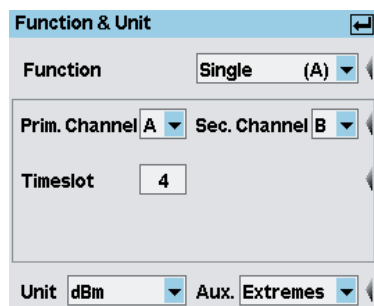 Function & Unit
Function Single (A)
Prim. Channel A Sec. Channel B
Timeslot 4
Unit dBm Aux. Extremes